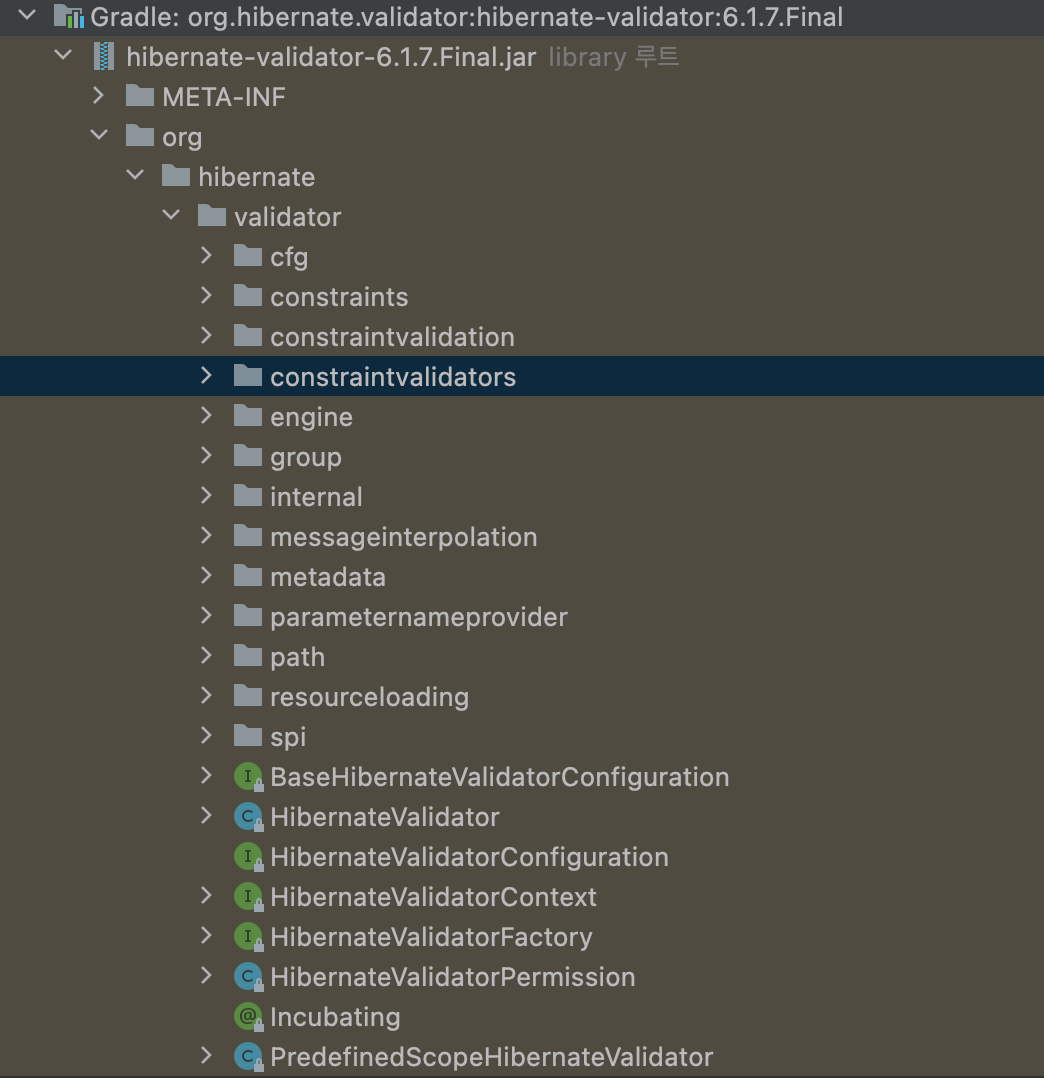 Gradle: org.hibernate.validator:hibernate-validator:6.1.7.Final
hibernate-validator-6.1.7.Final.jar library 루트
META-INF
org
hibernate
validator
cfg
constraints
constraintvalidation
constraintvalidators
engine
group
internal
messageinterpolation
metadata
parameternameprovider
path
resourceloading
spi
I BaseHibernateValidatorConfiguration
C HibernateValidator
I HibernateValidatorConfiguration
I HibernateValidatorContext
I HibernateValidatorFactory
C HibernateValidatorPermission
@ Incubating
C PredefinedScopeHibernateValidator